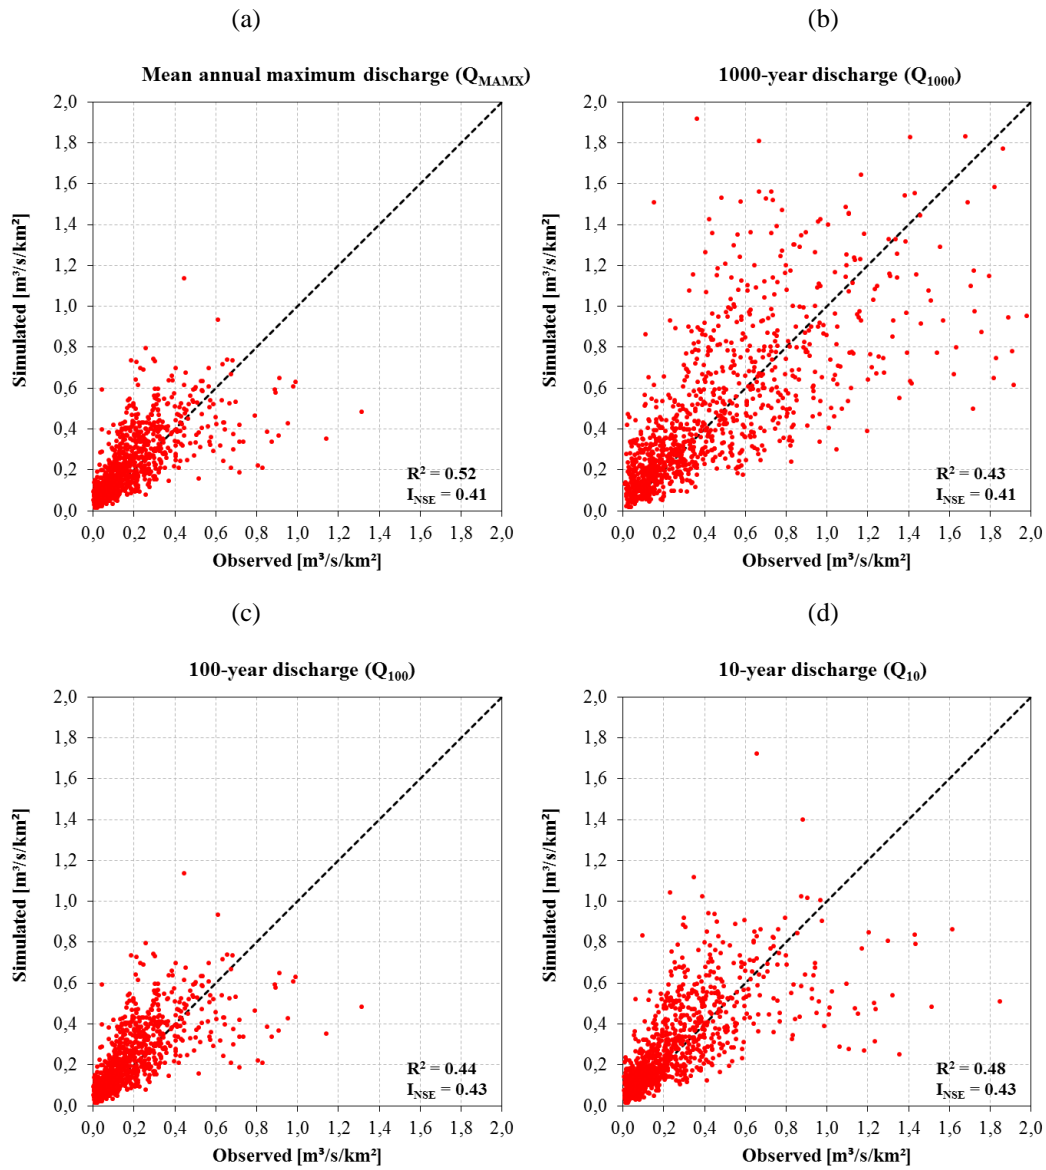 (a)
Mean annual maximum discharge (Q_MAMX)
2,0
1,8
1,6
1,4
1,2
1,0
0,8
0,6
0,4
0,2
0,0
Simulated [m³/s/km²]
R² = 0.52
I_NSE = 0.41
0,0 0,2 0,4 0,6 0,8 1,0 1,2 1,4 1,6 1,8 2,0
Observed [m³/s/km²]
(b)
1000-year discharge (Q_1000)
2,0
1,8
1,6
1,4
1,2
1,0
0,8
0,6
0,4
0,2
0,0
Simulated [m³/s/km²]
R² = 0.43
I_NSE = 0.41
0,0 0,2 0,4 0,6 0,8 1,0 1,2 1,4 1,6 1,8 2,0
Observed [m³/s/km²]
(c)
100-year discharge (Q_100)
2,0
1,8
1,6
1,4
1,2
1,0
0,8
0,6
0,4
0,2
0,0
Simulated [m³/s/km²]
R² = 0.44
I_NSE = 0.43
0,0 0,2 0,4 0,6 0,8 1,0 1,2 1,4 1,6 1,8 2,0
Observed [m³/s/km²]
(d)
10-year discharge (Q_10)
2,0
1,8
1,6
1,4
1,2
1,0
0,8
0,6
0,4
0,2
0,0
Simulated [m³/s/km²]
R² = 0.48
I_NSE = 0.43
0,0 0,2 0,4 0,6 0,8 1,0 1,2 1,4 1,6 1,8 2,0
Observed [m³/s/km²]